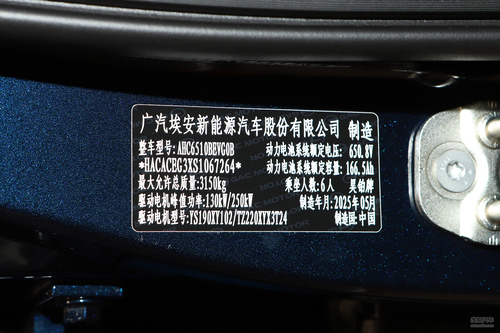 广汽埃安新能源汽车股份有限公司 制造
整车型号: AHC6510BEVG0B 动力电池系统额定电压: 650.8V
*HACACBG3XS1067264* 动力电池系统额定容量: 166.5Ah
最大允许总质量: 3150kg 乘坐人数: 6人 昊铂牌
驱动电机峰值功率: 130kW/250kW 制造年月: 2025年05月
驱动电机型号: YS190XY102/TZ220XYX3T24 制造国: 中国